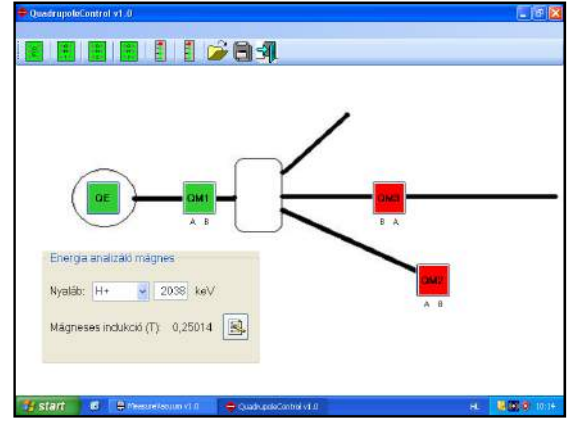 QuadrupoleControl v1.0
QE
QM1
A B
QM3
B A
QM2
A B
Energia analizáló mágnes
Nyaláb: H+ 2038 keV
Mágneses indukció (T): 0,25014
start
MeasureVacuum v1.0
QuadrupoleControl v1.0
HL
10:14